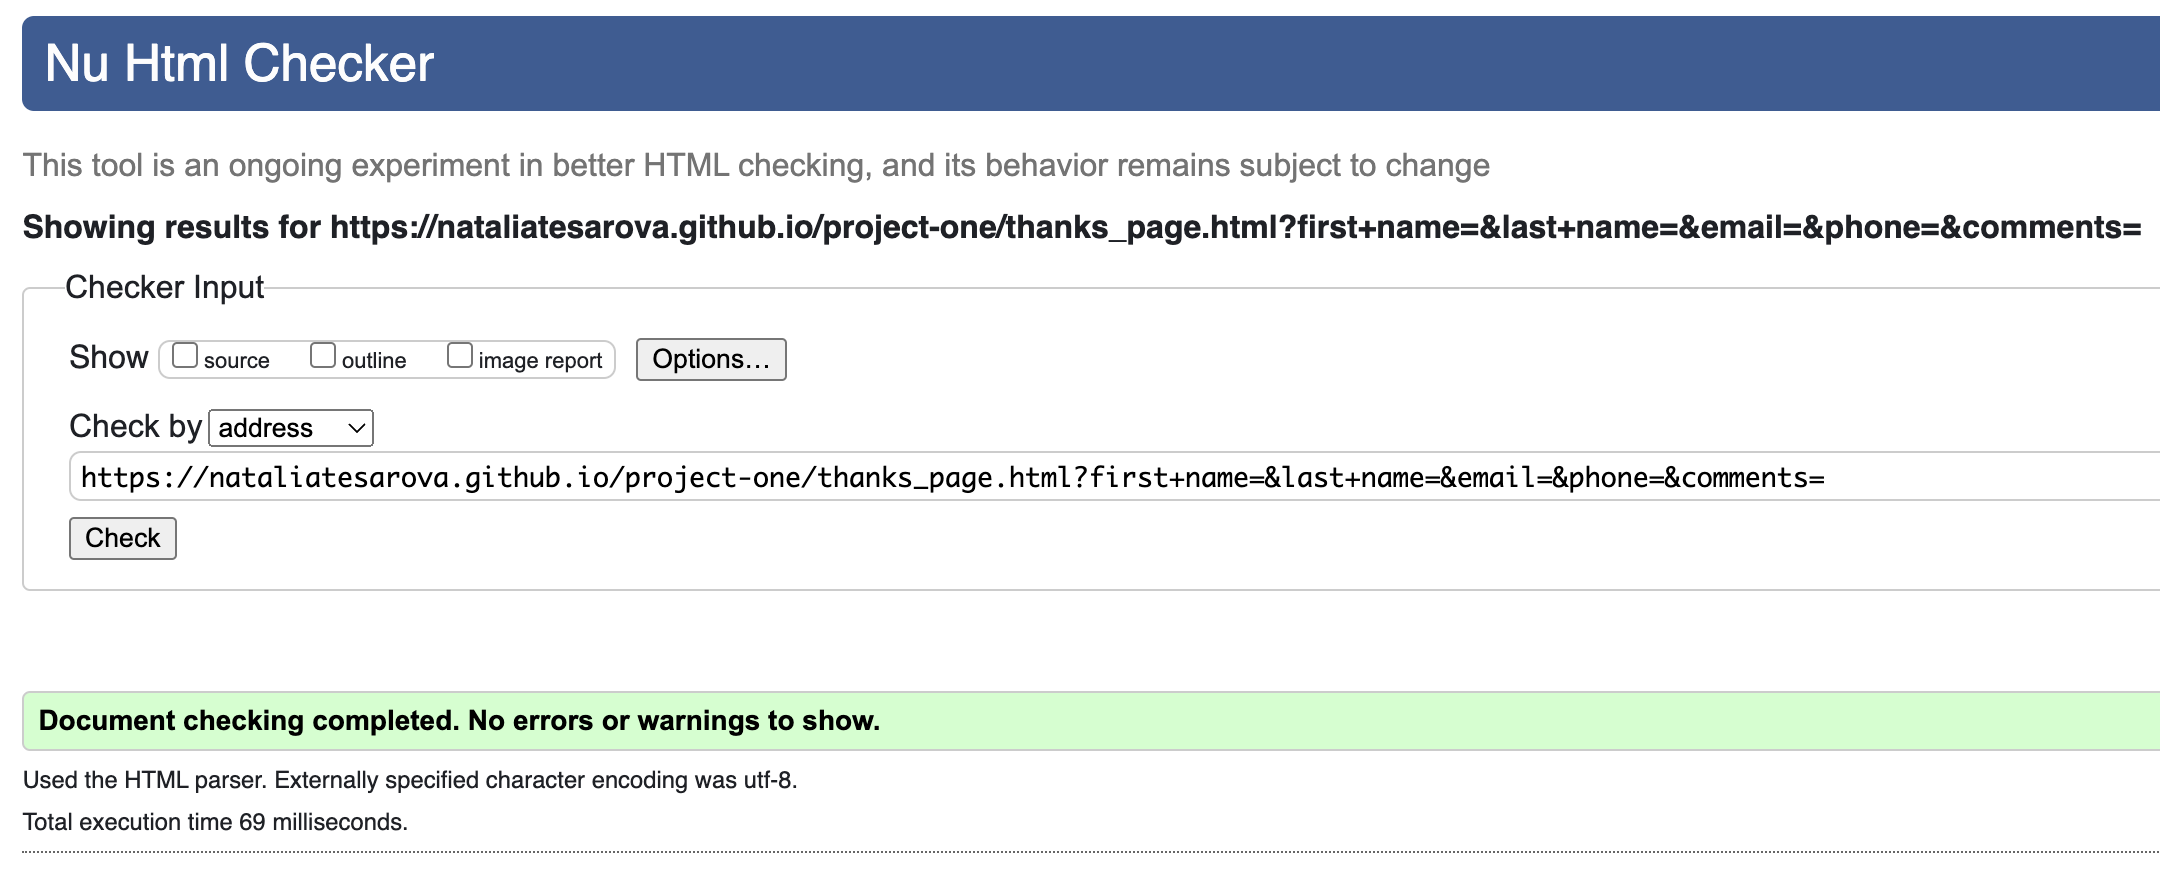 Nu Html Checker
This tool is an ongoing experiment in better HTML checking, and its behavior remains subject to change
Showing results for https://nataliatesarova.github.io/project-one/thanks_page.html?first+name=&last+name=&email=&phone=&comments=
Checker Input
Show source outline image report Options…
Check by address
https://nataliatesarova.github.io/project-one/thanks_page.html?first+name=&last+name=&email=&phone=&comments=
Check
Document checking completed. No errors or warnings to show.
Used the HTML parser. Externally specified character encoding was utf-8.
Total execution time 69 milliseconds.